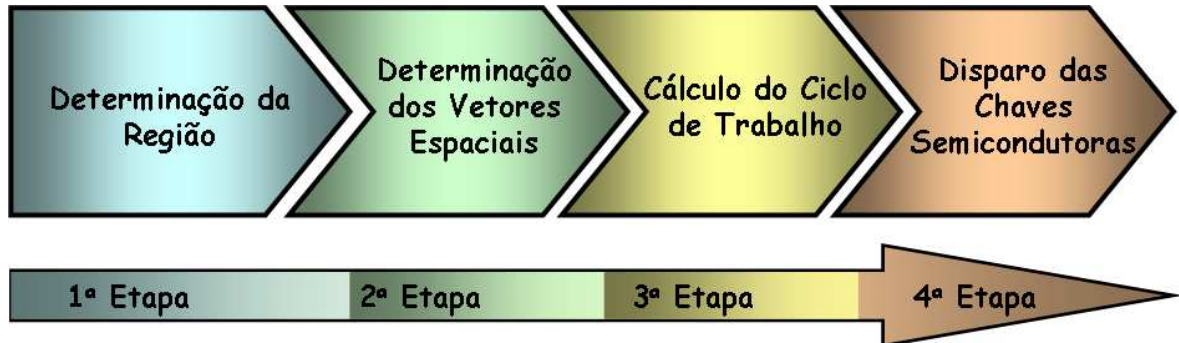 Determinação da
Região
Determinação
dos Vetores
Espaciais
Cálculo do Ciclo
de Trabalho
Disparo das
Chaves
Semicondutoras
1ª Etapa
2ª Etapa
3ª Etapa
4ª Etapa